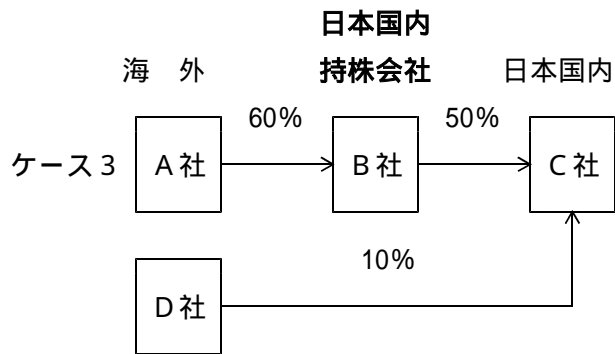 日本国内
海　外　持株会社　日本国内
60%　50%
ケース３　Ａ社　Ｂ社　Ｃ社
10%
Ｄ社